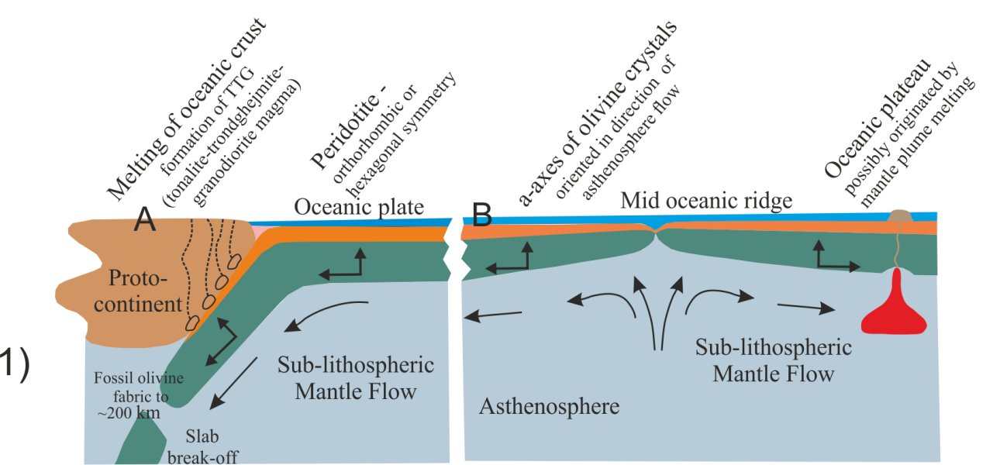 Melting of oceanic crust
formation of TTG
(tonalite-trondghejnite-
granodiorite magma)
Peridotite -
orthorhombic or
hexagonal symmetry
a-axes of olivine crystals
oriented in direction of
asthenosphere flow
Oceanic plateau
possibly originated by
mantle plume melting
A
Oceanic plate
B
Mid oceanic ridge
Proto-
continent
1)
Sub-lithospheric
Mantle Flow
Sub-lithospheric
Mantle Flow
Fossil olivine
fabric to
~200 km
Asthenosphere
Slab
break-off